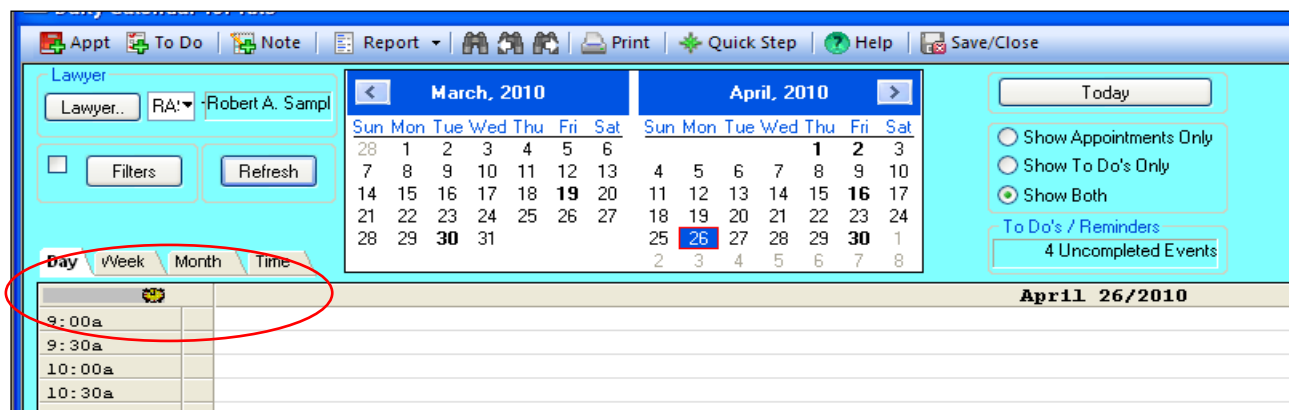 Appt To Do Note Report Print Quick Step Help Save/Close
Lawyer
Lawyer.. RA: Robert A. Sampl
Filters Refresh
March, 2010
Sun Mon Tue Wed Thu Fri Sat
28 1 2 3 4 5 6
7 8 9 10 11 12 13
14 15 16 17 18 19 20
21 22 23 24 25 26 27
28 29 30 31
April, 2010
Sun Mon Tue Wed Thu Fri Sat
1 2 3
4 5 6 7 8 9 10
11 12 13 14 15 16 17
18 19 20 21 22 23 24
25 26 27 28 29 30 1
2 3 4 5 6 7 8
Today
Show Appointments Only
Show To Do's Only
Show Both
To Do's / Reminders
4 Uncompleted Events
Day Week Month Time
April 26/2010
9:00a
9:30a
10:00a
10:30a